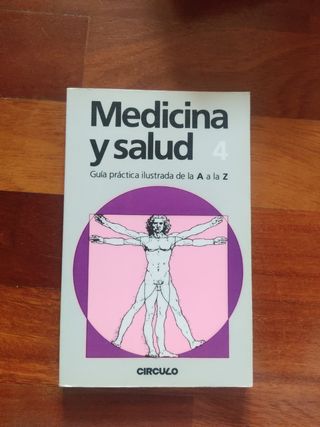 Medicina
y salud 4
Guía práctica ilustrada de la A a la Z
CIRCULO